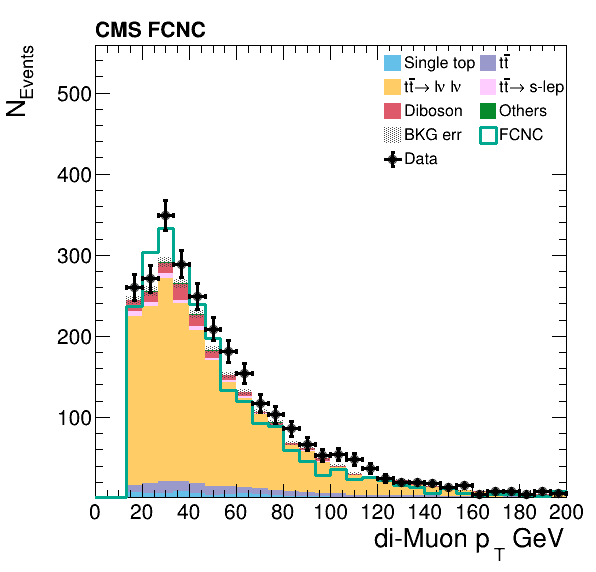 CMS FCNC
N_Events
500
400
300
200
100
Single top
tt̄
tt̄→ lν lν
tt̄→ s-lep
Diboson
Others
BKG err
FCNC
Data
0 20 40 60 80 100 120 140 160 180 200
di-Muon p_T GeV